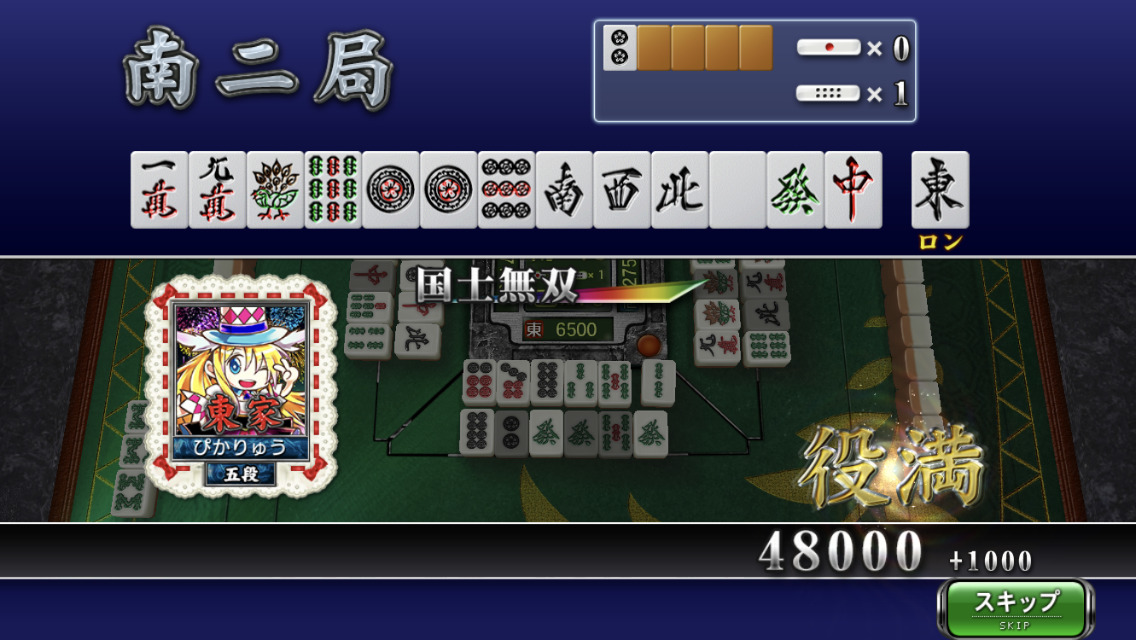 南二局
× 0
× 1
一萬 九萬 南 西 北 發 中 東
ロン
国士無双
東 6500
東家
ぴかりゅう
五段
役満
48000 +1000
スキップ
SKIP